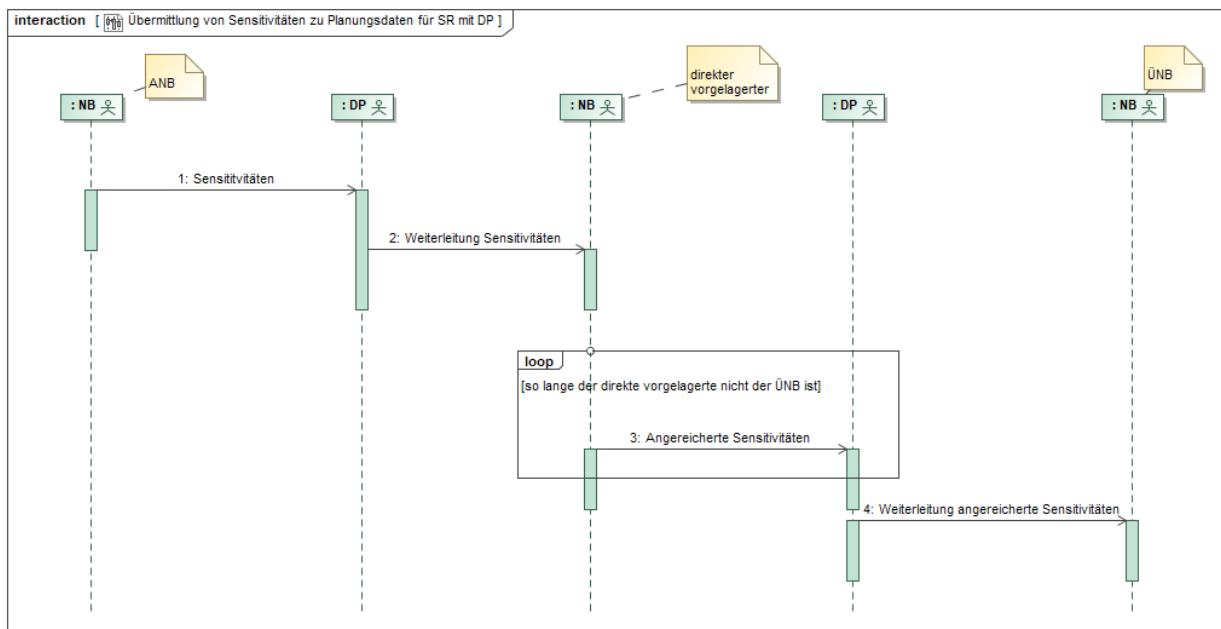 interaction [ Übermittlung von Sensitivitäten zu Planungsdaten für SR mit DP ]
ANB
direkter
vorgelagerter
ÜNB
: NB
: DP
: NB
: DP
: NB
1: Sensititvitäten
2: Weiterleitung Sensitivitäten
loop
[so lange der direkte vorgelagerte nicht der ÜNB ist]
3: Angereicherte Sensitivitäten
4: Weiterleitung angereicherte Sensitivitäten